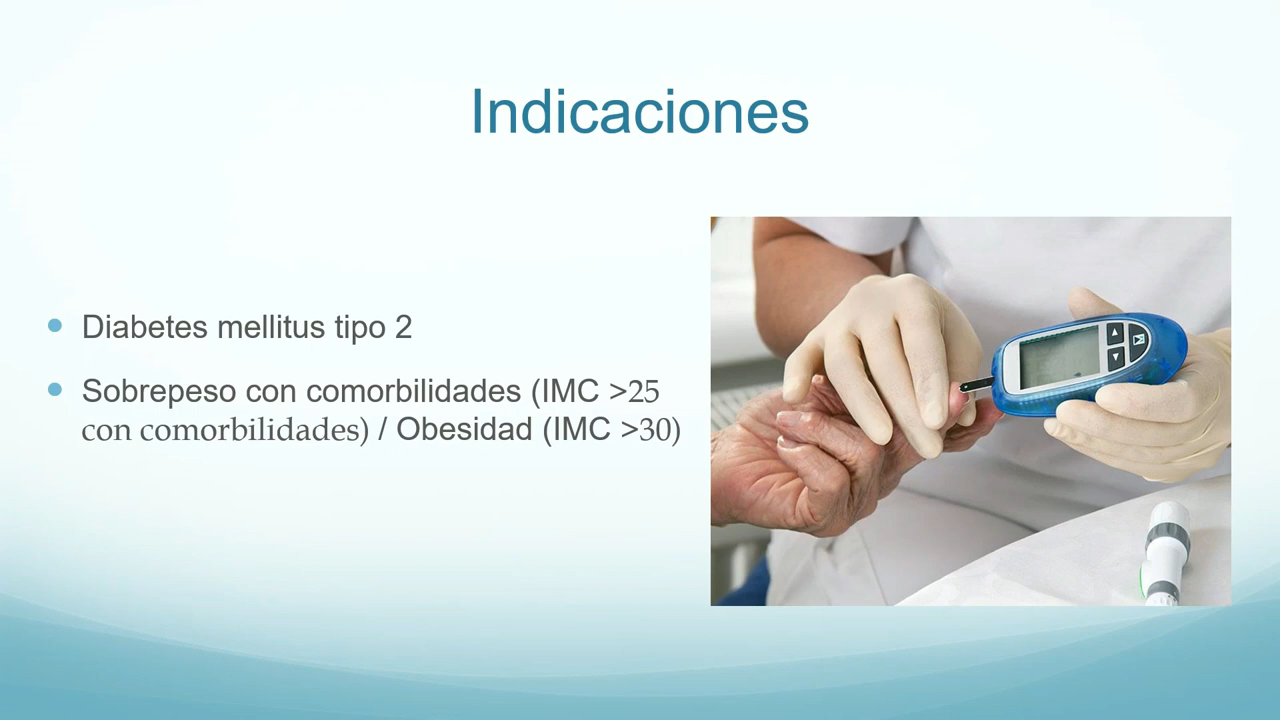 Indicaciones
Diabetes mellitus tipo 2
Sobrepeso con comorbilidades (IMC >25
con comorbilidades) / Obesidad (IMC >30)